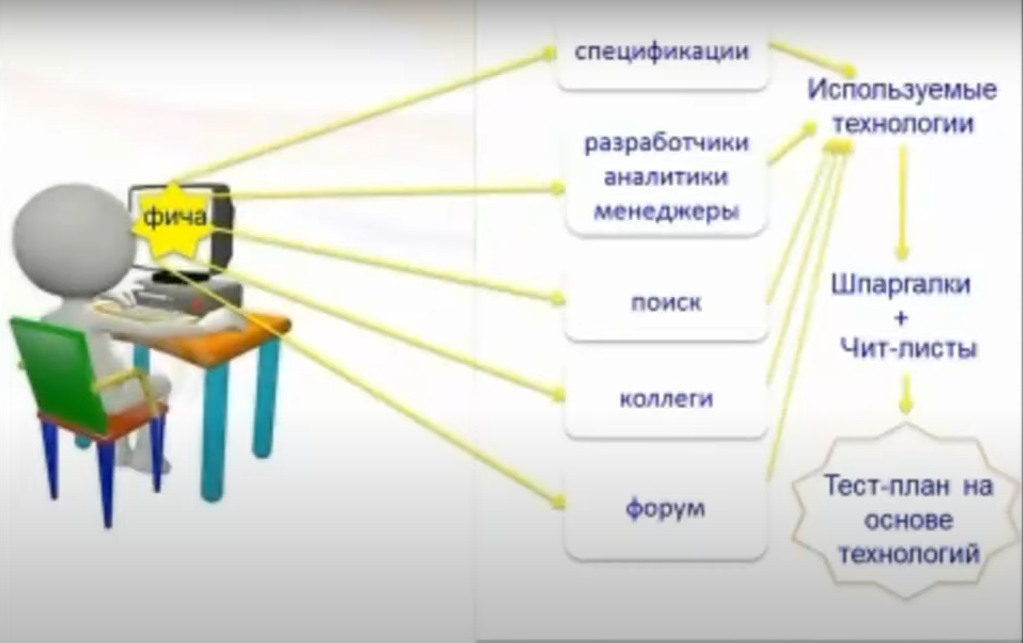 фича
спецификации
разработчики
аналитики
менеджеры
поиск
коллеги
форум
Используемые
технологии
Шпаргалки
+
Чит-листы
Тест-план на
основе
технологий